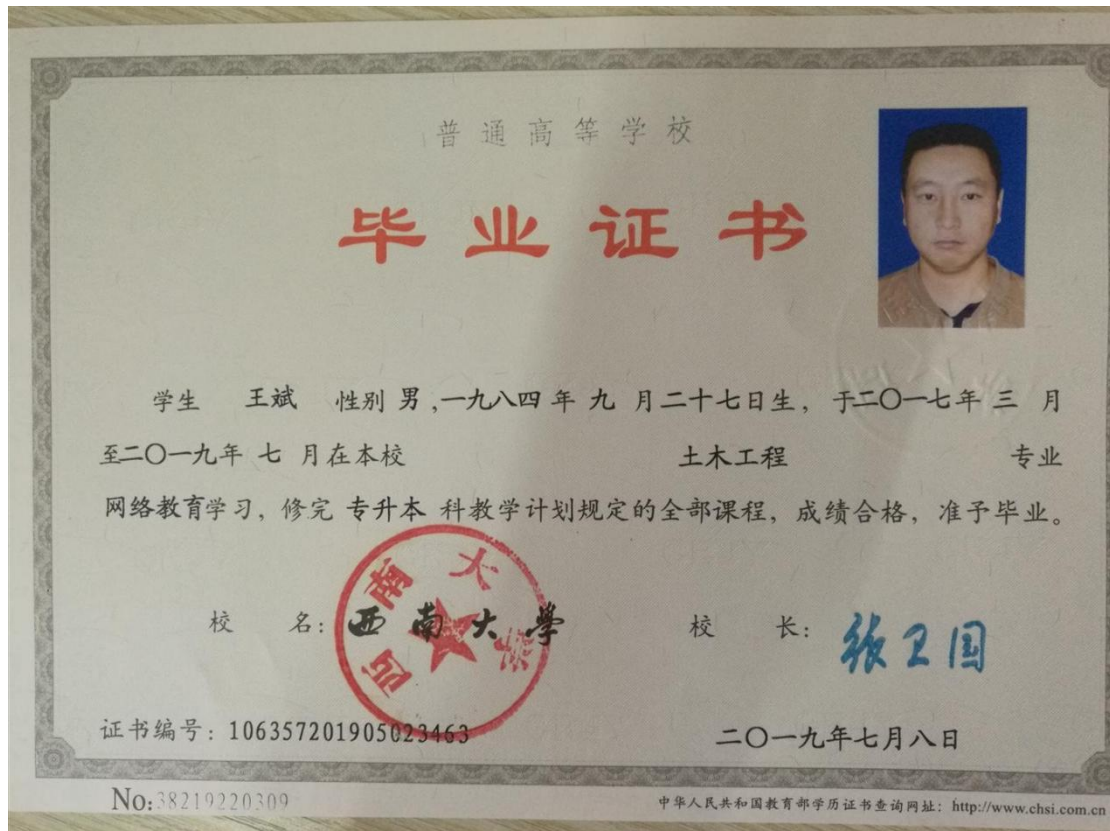 普通高等学校
毕业证书
学生 王斌 性别 男,一九八四年 九 月二十七日生，于二〇一七年 三 月
至二〇一九年 七 月在本校 土木工程 专业
网络教育学习，修完 专升本 科教学计划规定的全部课程，成绩合格，准予毕业。
校 名：西南大學
西南大学
校 长：张卫国
证书编号：106357201905023463
二〇一九年七月八日
No:38219220309
中华人民共和国教育部学历证书查询网址：http://www.chsi.com.cn